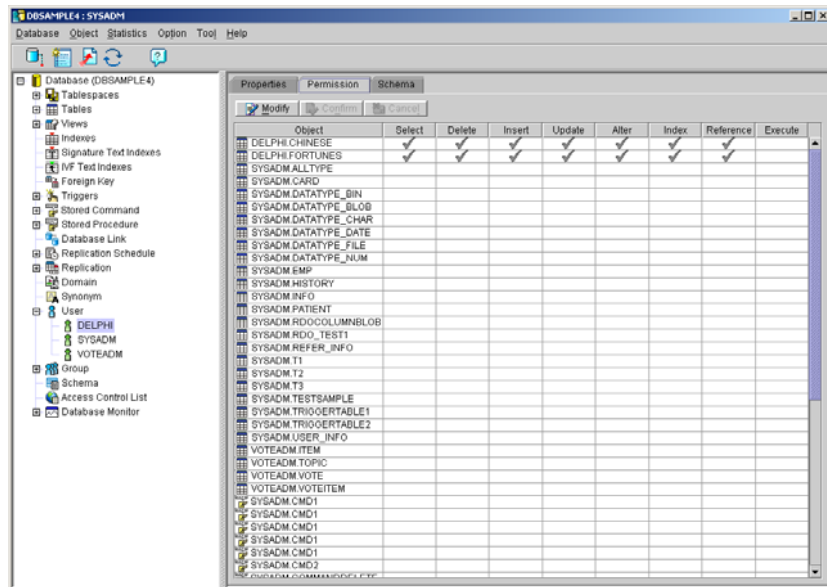 DBSAMPLE4 : SYSADM
Database Object Statistics Option Tool Help
Database (DBSAMPLE4)
Tablespaces
Tables
Views
Indexes
Signature Text Indexes
IVF Text Indexes
Foreign Key
Triggers
Stored Command
Stored Procedure
Database Link
Replication Schedule
Replication
Domain
Synonym
User
DELPHI
SYSADM
VOTEADM
Group
Schema
Access Control List
Database Monitor
Properties Permission Schema
Modify Confirm Cancel
Object Select Delete Insert Update Alter Index Reference Execute
DELPHI.CHINESE
DELPHI.FORTUNES
SYSADM.ALLTYPE
SYSADM.CARD
SYSADM.DATATYPE_BIN
SYSADM.DATATYPE_BLOB
SYSADM.DATATYPE_CHAR
SYSADM.DATATYPE_DATE
SYSADM.DATATYPE_FILE
SYSADM.DATATYPE_NUM
SYSADM.EMP
SYSADM.HISTORY
SYSADM.INFO
SYSADM.PATIENT
SYSADM.RDOCOLUMNBLOB
SYSADM.RDO_TEST1
SYSADM.REFER_INFO
SYSADM.T1
SYSADM.T2
SYSADM.T3
SYSADM.TESTSAMPLE
SYSADM.TRIGGERTABLE1
SYSADM.TRIGGERTABLE2
SYSADM.USER_INFO
VOTEADM.ITEM
VOTEADM.TOPIC
VOTEADM.VOTE
VOTEADM.VOTEITEM
SYSADM.CMD1
SYSADM.CMD1
SYSADM.CMD1
SYSADM.CMD1
SYSADM.CMD1
SYSADM.CMD2
SYSADM.COMMANDDELETE